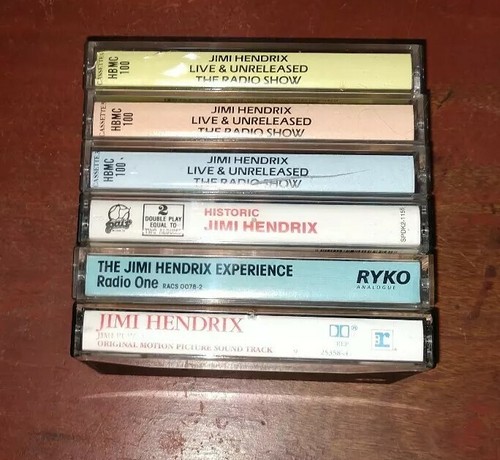 CASSETTE
HBMC
100
JIMI HENDRIX
LIVE & UNRELEASED
THE RADIO SHOW
CASSETTE
HBMC
100
JIMI HENDRIX
LIVE & UNRELEASED
THE RADIO SHOW
CASSETTE
HBMC
100
JIMI HENDRIX
LIVE & UNRELEASED
THE RADIO SHOW
2
DOUBLE PLAY
EQUAL TO
HISTORIC
JIMI HENDRIX
SPDK2-1155
THE JIMI HENDRIX EXPERIENCE
Radio One RACS 0078-2
RYKO
ANALOGUE
JIMI HENDRIX
ORIGINAL MOTION PICTURE SOUND TRACK